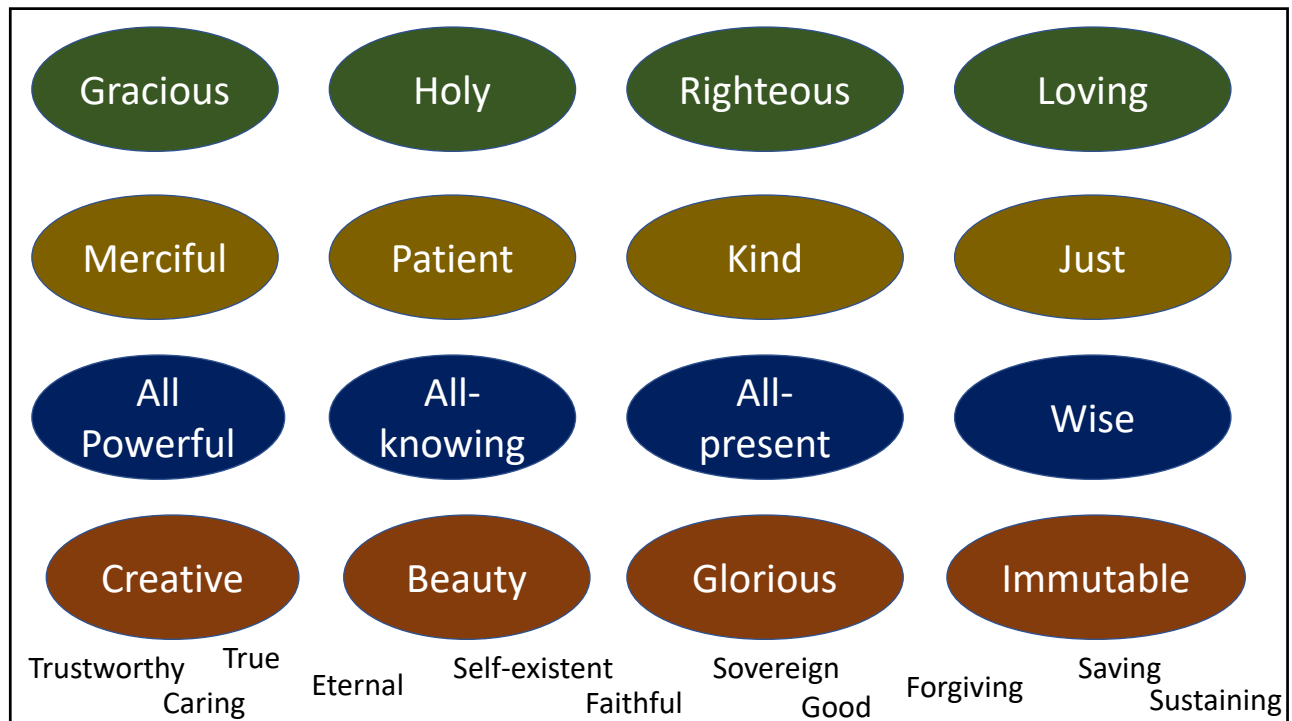 Gracious
Holy
Righteous
Loving
Merciful
Patient
Kind
Just
All
Powerful
All-
knowing
All-
present
Wise
Creative
Beauty
Glorious
Immutable
Trustworthy
True
Caring
Eternal
Self-existent
Faithful
Sovereign
Good
Forgiving
Saving
Sustaining